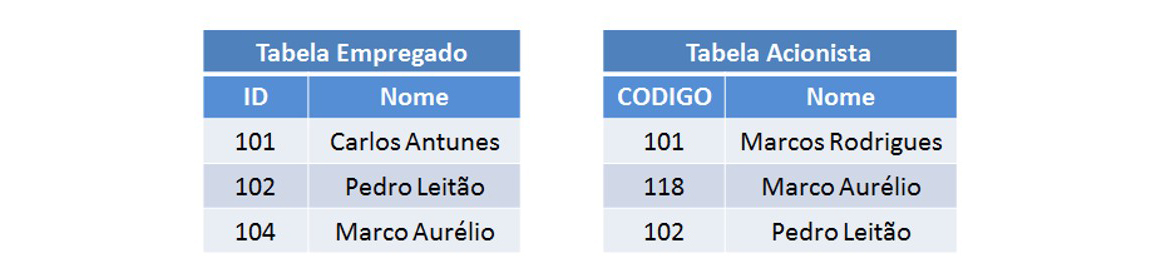 Tabela Empregado
ID Nome
101 Carlos Antunes
102 Pedro Leitão
104 Marco Aurélio
Tabela Acionista
CODIGO Nome
101 Marcos Rodrigues
118 Marco Aurélio
102 Pedro Leitão